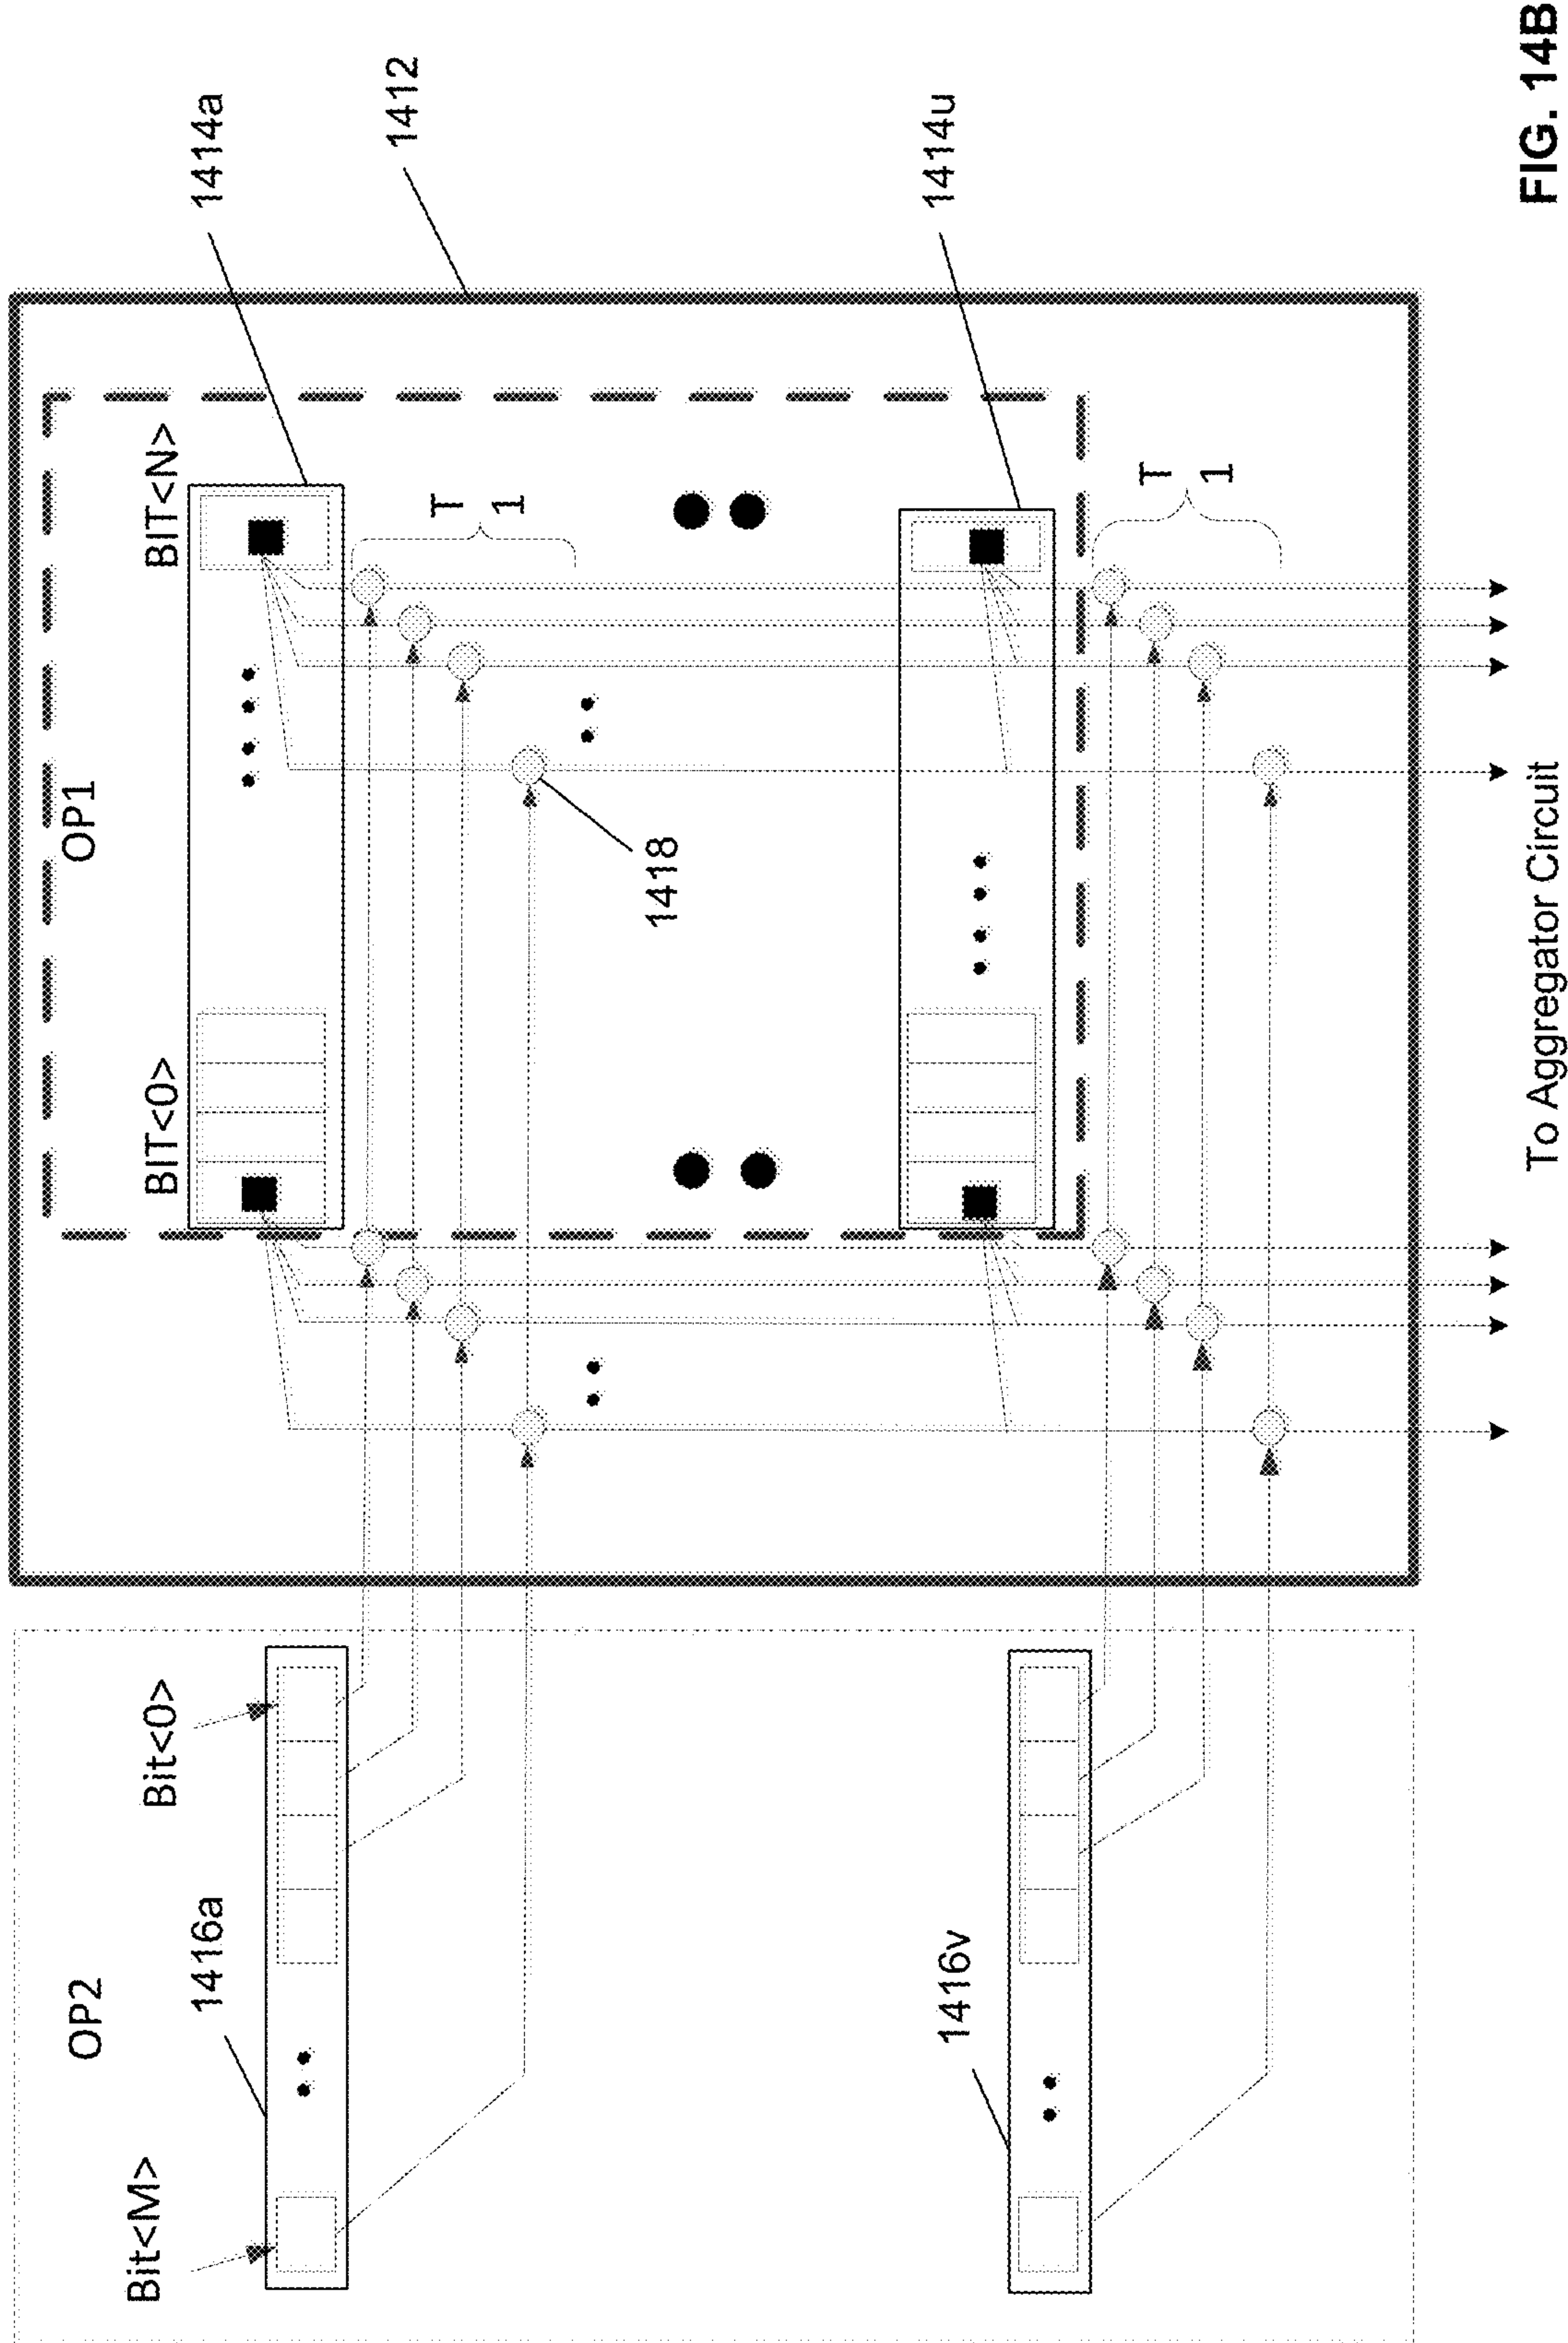 OP2
OP1
Bit<M>
Bit<0>
BIT<0>
BIT<N>
1416a
1414a
1412
T
1
1418
1416v
1414u
T
1
To Aggregator Circuit
FIG. 14B